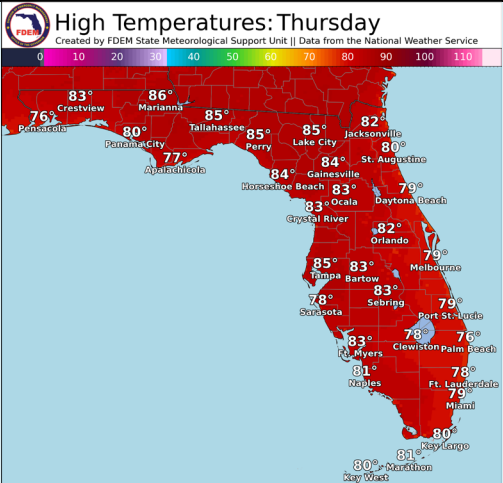 FDEM
High Temperatures: Thursday
Created by FDEM State Meteorological Support Unit || Data from the National Weather Service
0 10 20 30 40 50 60 70 80 90 100 110
83°
Crestview
86°
Marianna
76°
Pensacola
85°
Tallahassee
80°
Panama City
85°
Perry
85°
Lake City
82°
Jacksonville
77°
Apalachicola
80°
St. Augustine
84°
Gainesville
84°
Horseshoe Beach
83°
Ocala
79°
Daytona Beach
83°
Crystal River
82°
Orlando
79°
Melbourne
85°
Tampa
83°
Bartow
83°
Sebring
78°
Sarasota
79°
Port St. Lucie
78°
Clewiston
76°
Palm Beach
83°
Ft. Myers
81°
Naples
78°
Ft. Lauderdale
79°
Miami
80°
Key Largo
81°
Marathon
80°
Key West